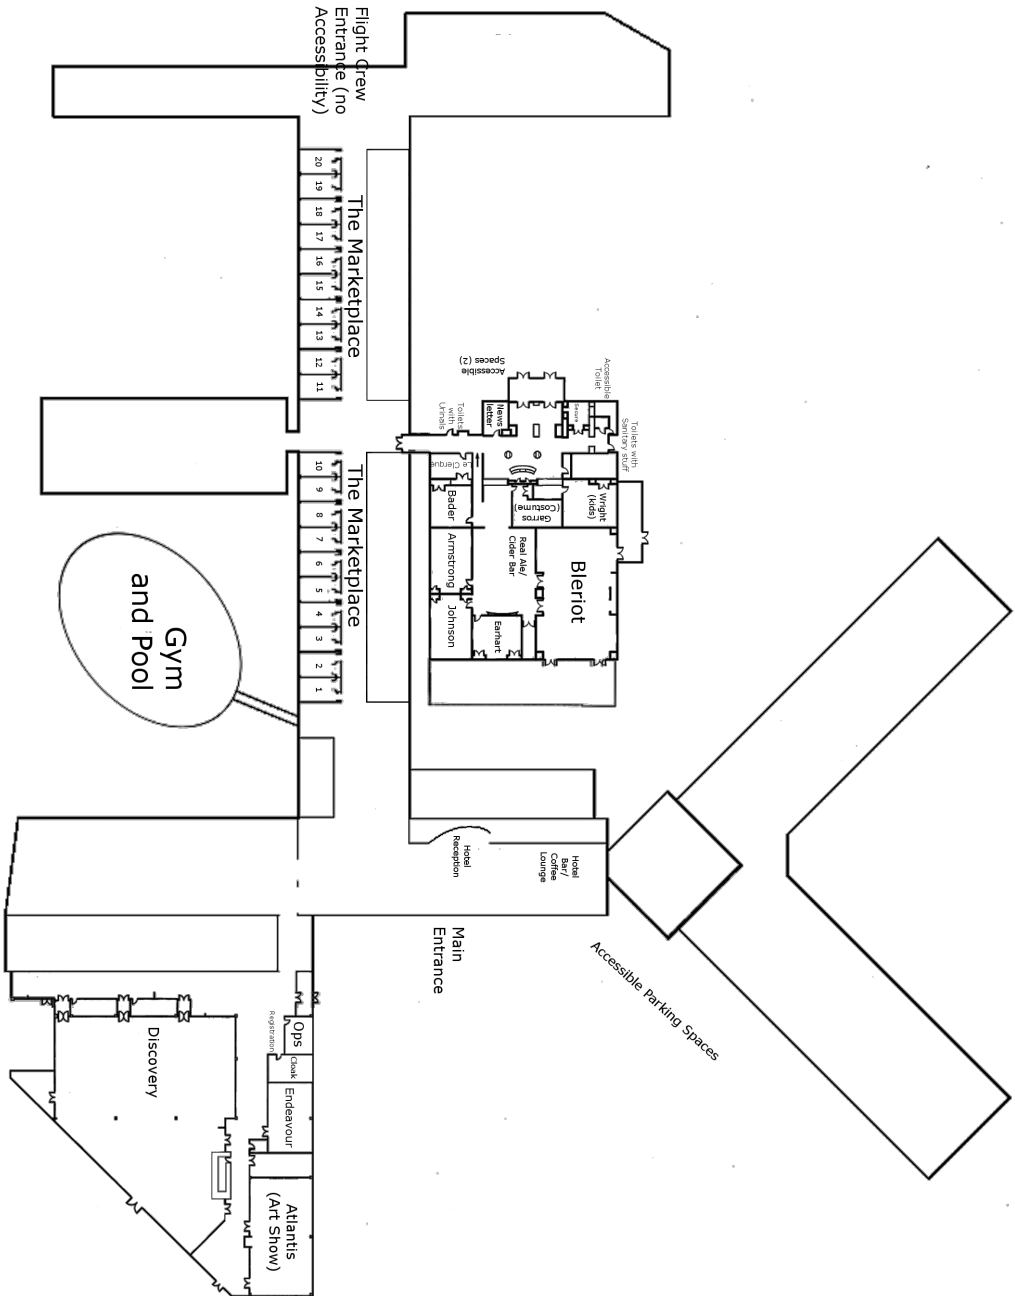 Flight Crew
Entrance (no
Accessibility)
20
19
18
17
16
15
14
13
12
11
The Marketplace
10
9
8
7
6
5
4
3
2
1
The Marketplace
Accessible
Spaces (2)
Toilets
with
Urinals
News
letter
Secure
Accessible
Toilet
Toilets with
Sanitary stuff
Le Clerque
Bader
Armstrong
Johnson
Garros
(Costume)
Wright
(kids)
Real Ale/
Cider Bar
Bleriot
Earhart
Gym
and Pool
Hotel
Reception
Hotel
Bar/
Coffee
Lounge
Main
Entrance
Accessible Parking Spaces
Discovery
Registration
Ops
Cloak
Endeavour
Atlantis
(Art Show)